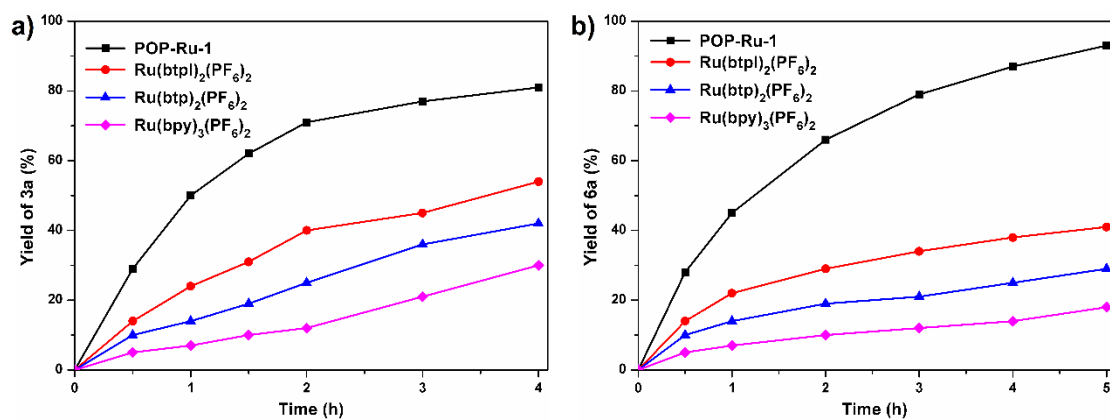 a)
POP-Ru-1
Ru(btpl)₂(PF₆)₂
Ru(btp)₂(PF₆)₂
Ru(bpy)₃(PF₆)₂
Yield of 3a (%)
100
80
60
40
20
0
0 1 2 3 4
Time (h)
b)
POP-Ru-1
Ru(btpl)₂(PF₆)₂
Ru(btp)₂(PF₆)₂
Ru(bpy)₃(PF₆)₂
Yield of 6a (%)
100
80
60
40
20
0
0 1 2 3 4 5
Time (h)